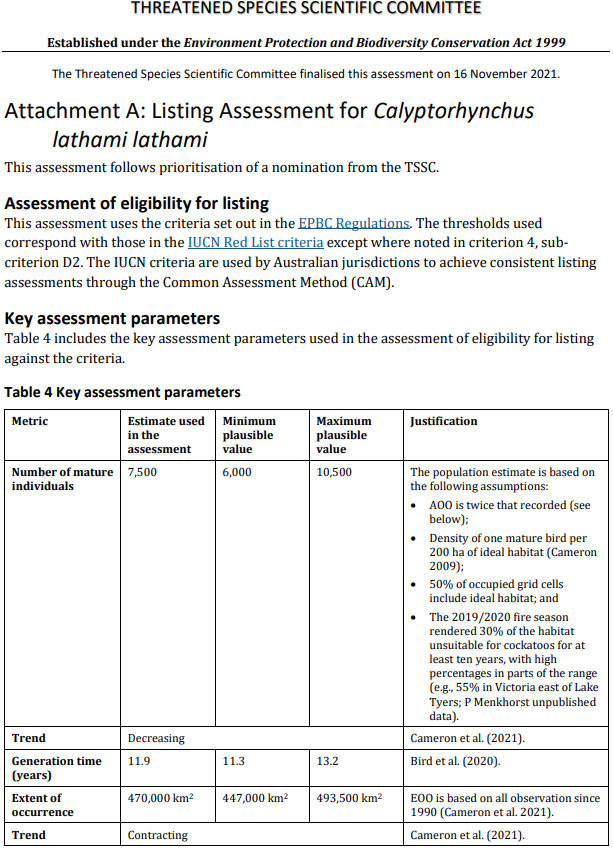 THREATENED SPECIES SCIENTIFIC COMMITTEE
Established under the Environment Protection and Biodiversity Conservation Act 1999
The Threatened Species Scientific Committee finalised this assessment on 16 November 2021.
Attachment A: Listing Assessment for Calyptorhynchus
lathami lathami
This assessment follows prioritisation of a nomination from the TSSC.
Assessment of eligibility for listing
This assessment uses the criteria set out in the EPBC Regulations. The thresholds used
correspond with those in the IUCN Red List criteria except where noted in criterion 4, sub-
criterion D2. The IUCN criteria are used by Australian jurisdictions to achieve consistent listing
assessments through the Common Assessment Method (CAM).
Key assessment parameters
Table 4 includes the key assessment parameters used in the assessment of eligibility for listing
against the criteria.
Table 4 Key assessment parameters
Metric
Estimate used
in the
assessment
Minimum
plausible
value
Maximum
plausible
value
Justification
Number of mature
individuals
7,500
6,000
10,500
The population estimate is based on
the following assumptions:
• AOO is twice that recorded (see
below);
• Density of one mature bird per
200 ha of ideal habitat (Cameron
2009);
• 50% of occupied grid cells
include ideal habitat; and
• The 2019/2020 fire season
rendered 30% of the habitat
unsuitable for cockatoos for at
least ten years, with high
percentages in parts of the range
(e.g., 55% in Victoria east of Lake
Tyers; P Menkhorst unpublished
data).
Trend
Decreasing
Cameron et al. (2021).
Generation time
(years)
11.9
11.3
13.2
Bird et al. (2020).
Extent of
occurrence
470,000 km²
447,000 km²
493,500 km²
EOO is based on all observation since
1990 (Cameron et al. 2021).
Trend
Contracting
Cameron et al. (2021).